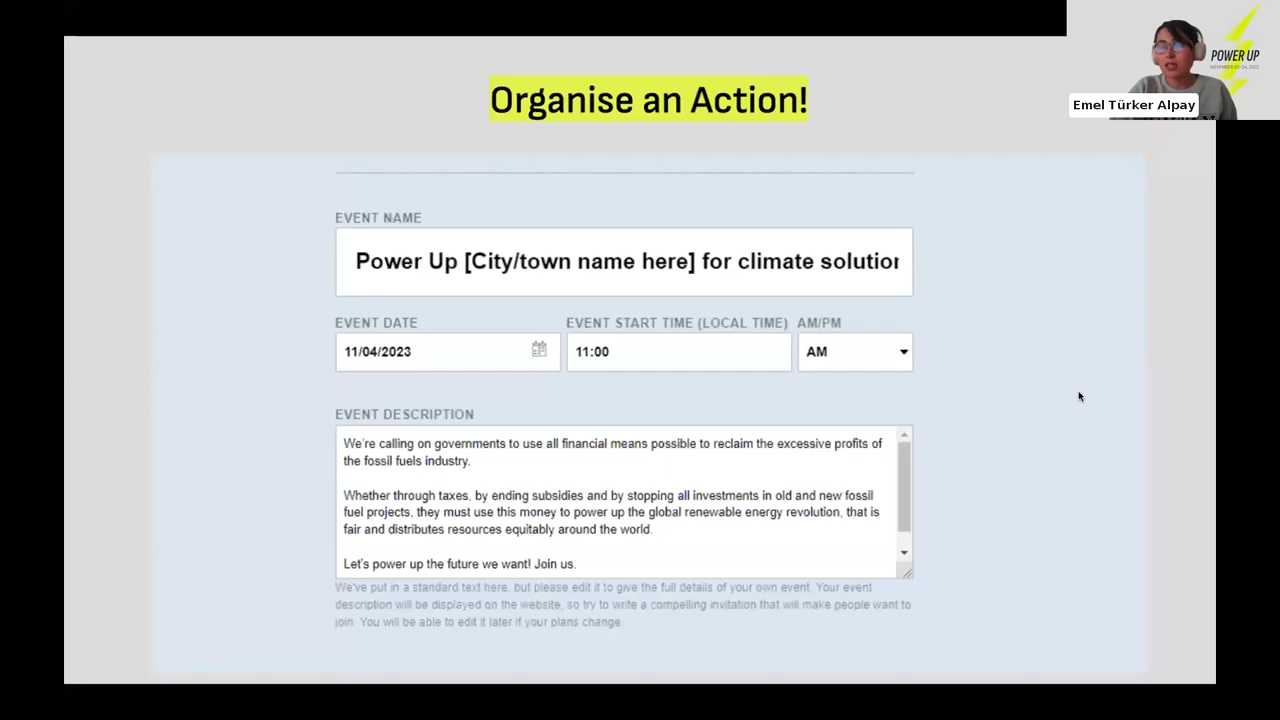 Organise an Action!
POWER UP
Emel Türker Alpay
EVENT NAME
Power Up [City/town name here] for climate solution
EVENT DATE
EVENT START TIME (LOCAL TIME)
AM/PM
11/04/2023
11:00
AM
EVENT DESCRIPTION
We're calling on governments to use all financial means possible to reclaim the excessive profits of
the fossil fuels industry.
Whether through taxes, by ending subsidies and by stopping all investments in old and new fossil
fuel projects, they must use this money to power up the global renewable energy revolution, that is
fair and distributes resources equitably around the world.
Let's power up the future we want! Join us.
We've put in a standard text here, but please edit it to give the full details of your own event. Your event
description will be displayed on the website, so try to write a compelling invitation that will make people want to
join. You will be able to edit it later if your plans change.